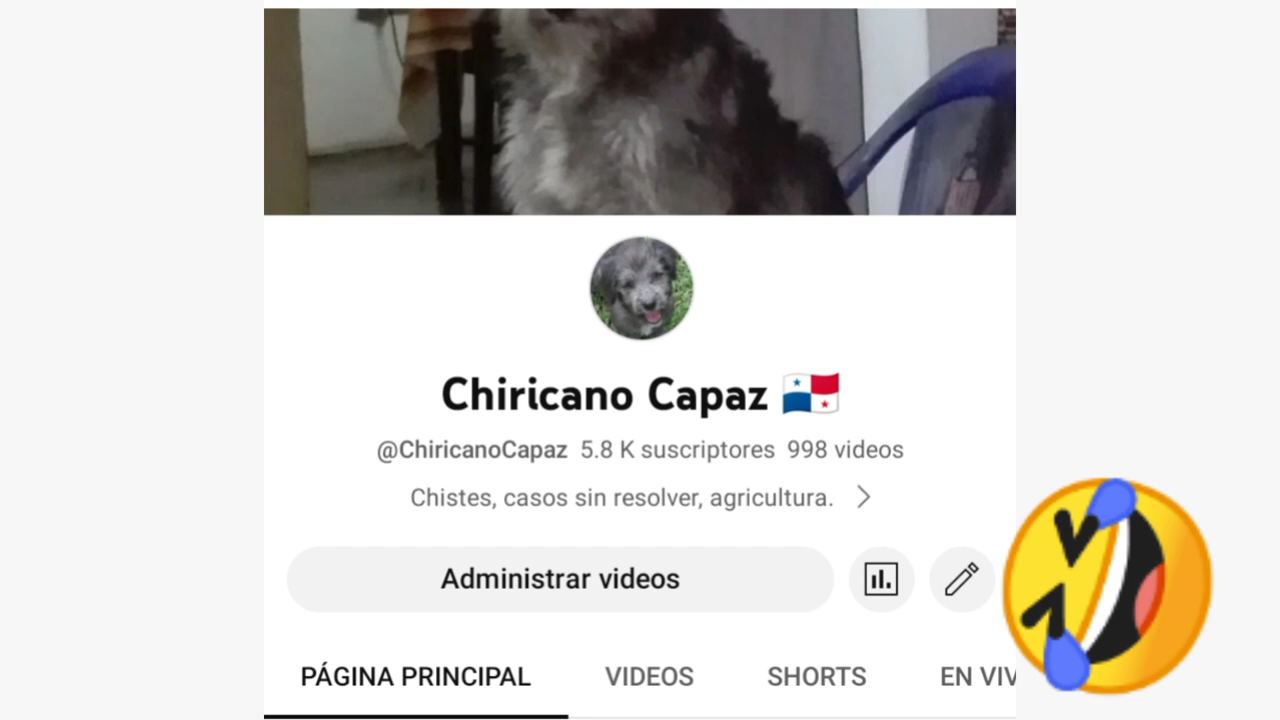 Chiricano Capaz 🇵🇦
@ChiricanoCapaz 5.8 K suscriptores 998 videos
Chistes, casos sin resolver, agricultura.
Administrar videos
PÁGINA PRINCIPAL VIDEOS SHORTS EN VIV